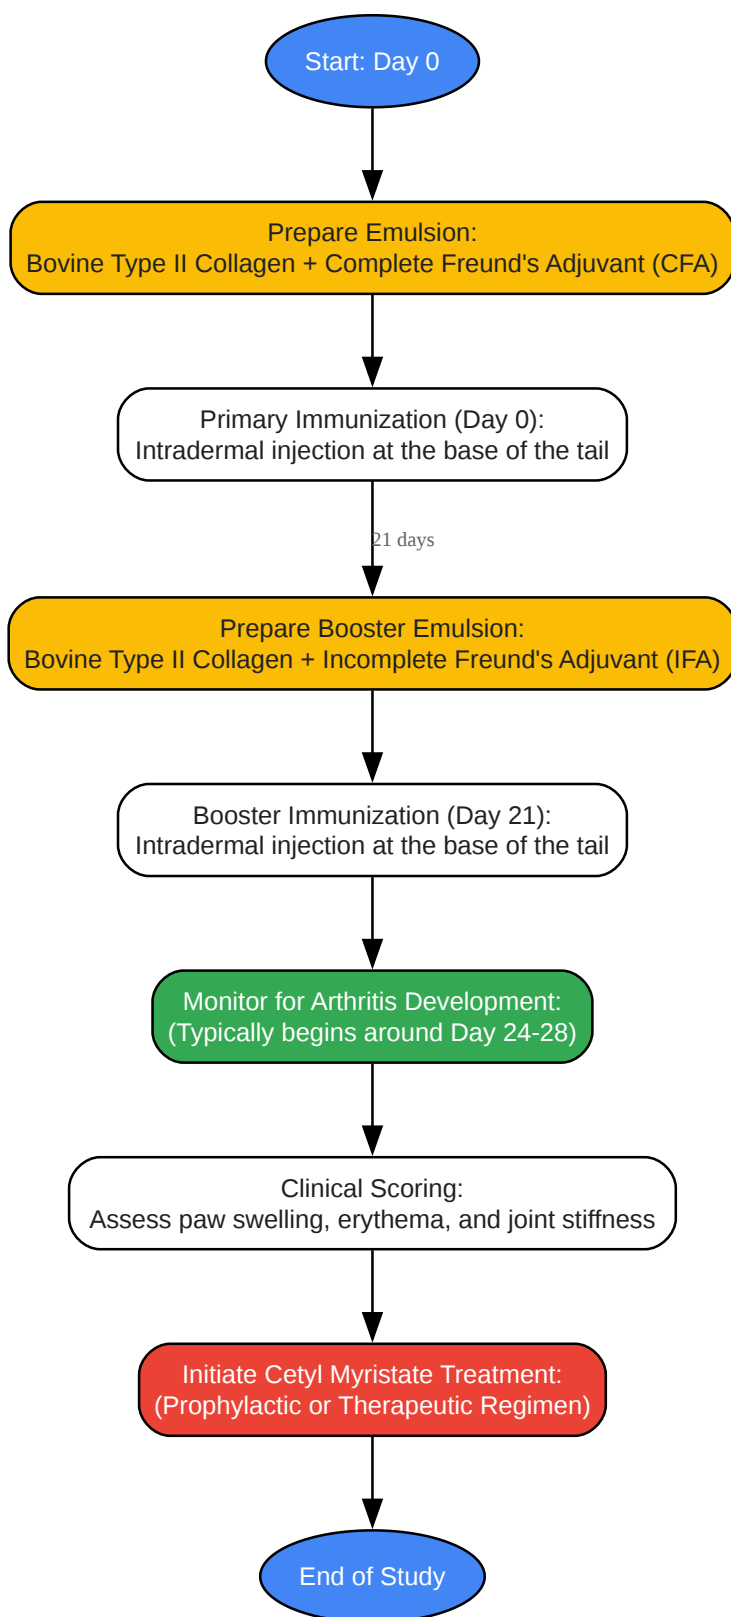 Start: Day 0
Prepare Emulsion:
Bovine Type II Collagen + Complete Freund's Adjuvant (CFA)
Primary Immunization (Day 0):
Intradermal injection at the base of the tail
21 days
Prepare Booster Emulsion:
Bovine Type II Collagen + Incomplete Freund's Adjuvant (IFA)
Booster Immunization (Day 21):
Intradermal injection at the base of the tail
Monitor for Arthritis Development:
(Typically begins around Day 24-28)
Clinical Scoring:
Assess paw swelling, erythema, and joint stiffness
Initiate Cetyl Myristate Treatment:
(Prophylactic or Therapeutic Regimen)
End of Study